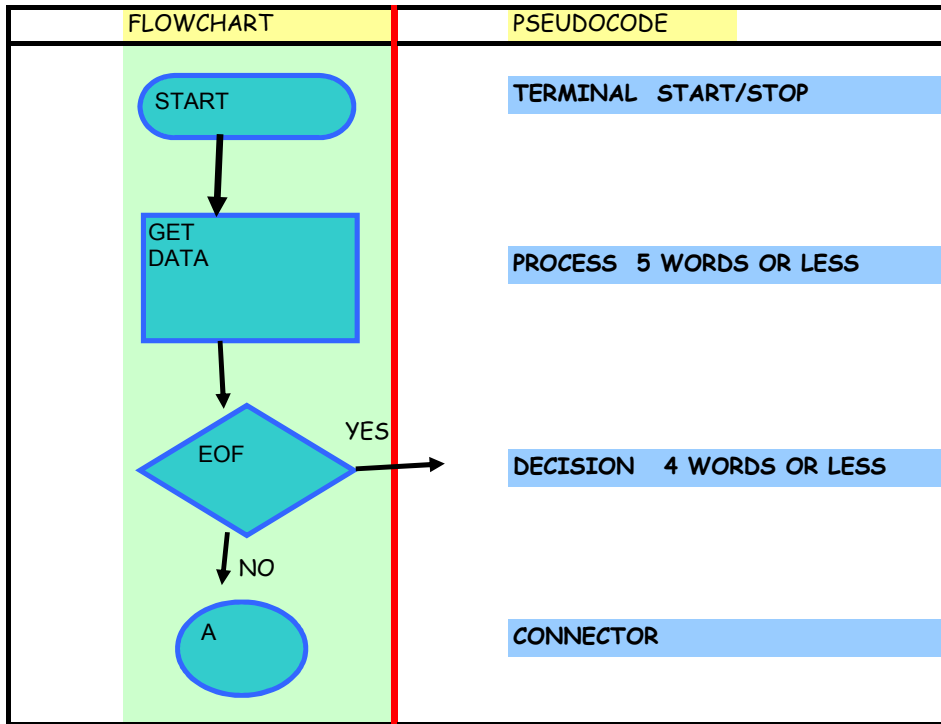 FLOWCHART
PSEUDOCODE
START
TERMINAL START/STOP
GET
DATA
PROCESS 5 WORDS OR LESS
YES
EOF
DECISION 4 WORDS OR LESS
NO
A
CONNECTOR